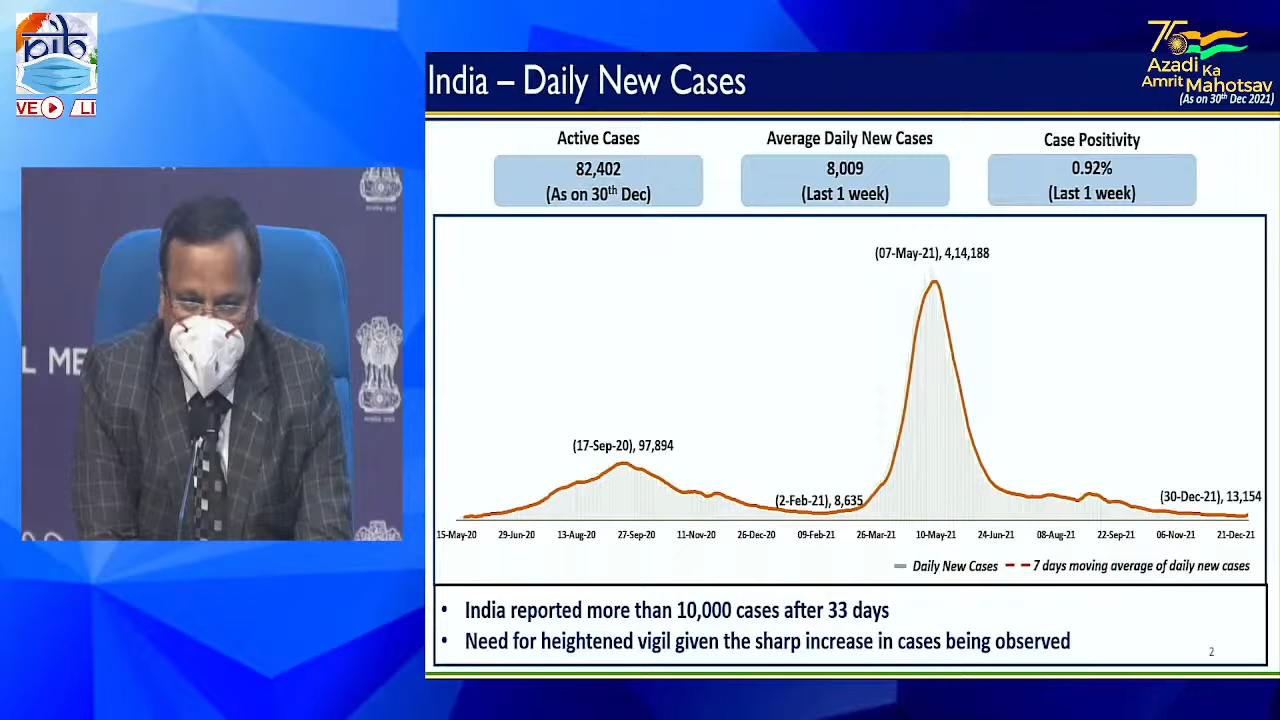 pib
VE LI
L ME
75
Azadi Ka
Amrit Mahotsav
India – Daily New Cases
(As on 30th Dec 2021)
Active Cases
82,402
(As on 30th Dec)
Average Daily New Cases
8,009
(Last 1 week)
Case Positivity
0.92%
(Last 1 week)
(07-May-21), 4,14,188
(17-Sep-20), 97,894
(2-Feb-21), 8,635
(30-Dec-21), 13,154
15-May-20 29-Jun-20 13-Aug-20 27-Sep-20 11-Nov-20 26-Dec-20 09-Feb-21 26-Mar-21 10-May-21 24-Jun-21 08-Aug-21 22-Sep-21 06-Nov-21 21-Dec-21
Daily New Cases 7 days moving average of daily new cases
• India reported more than 10,000 cases after 33 days
• Need for heightened vigil given the sharp increase in cases being observed
2